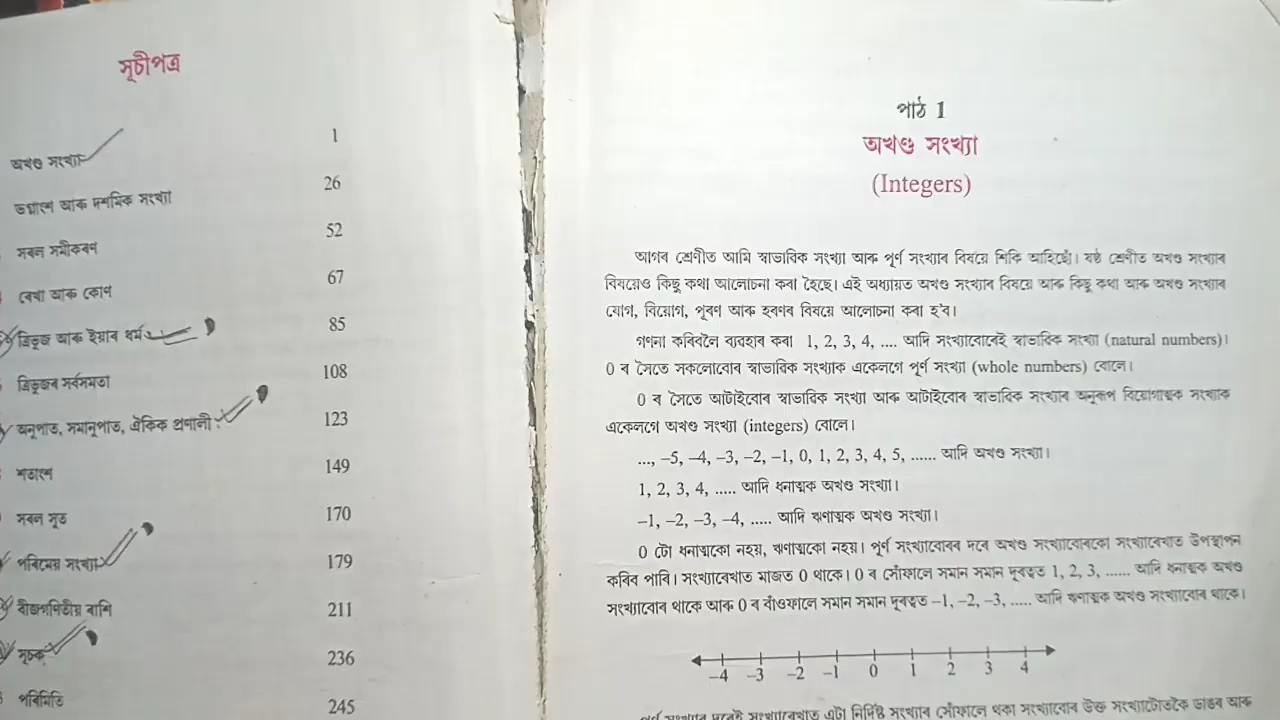 সূচীপত্ৰ
অখণ্ড সংখ্যা 1
ভগ্নাংশ আৰু দশমিক সংখ্যা 26
সৰল সমীকৰণ 52
ৰেখা আৰু কোণ 67
ত্ৰিভুজ আৰু ইয়াৰ ধৰ্ম 85
ত্ৰিভুজৰ সৰ্বসমতা 108
অনুপাত, সমানুপাত, ঐকিক প্ৰণালী 123
শতাংশ 149
সৰল সুত 170
পৰিমেয় সংখ্যা 179
বীজগণিতীয় ৰাশি 211
সূচক 236
পৰিমিতি 245
পাঠ 1
অখণ্ড সংখ্যা
(Integers)
আগৰ শ্ৰেণীত আমি স্বাভাবিক সংখ্যা আৰু পূৰ্ণ সংখ্যাৰ বিষয়ে শিকি আহিছোঁ। ষষ্ঠ শ্ৰেণীত অখণ্ড সংখ্যাৰ
বিষয়েও কিছু কথা আলোচনা কৰা হৈছে। এই অধ্যায়ত অখণ্ড সংখ্যাৰ বিষয়ে আৰু কিছু কথা আৰু অখণ্ড সংখ্যাৰ
যোগ, বিয়োগ, পূৰণ আৰু হৰণৰ বিষয়ে আলোচনা কৰা হ'ব।
গণনা কৰিবলৈ ব্যৱহাৰ কৰা 1, 2, 3, 4, .... আদি সংখ্যাবোৰেই স্বাভাবিক সংখ্যা (natural numbers)।
0 ৰ সৈতে সকলোবোৰ স্বাভাবিক সংখ্যাক একেলগে পূৰ্ণ সংখ্যা (whole numbers) বোলে।
0 ৰ সৈতে আটাইবোৰ স্বাভাবিক সংখ্যা আৰু আটাইবোৰ স্বাভাবিক সংখ্যাৰ অনুৰূপ বিয়োগাত্মক সংখ্যাক
একেলগে অখণ্ড সংখ্যা (integers) বোলে।
..., –5, –4, –3, –2, –1, 0, 1, 2, 3, 4, 5, ...... আদি অখণ্ড সংখ্যা।
1, 2, 3, 4, ..... আদি ধনাত্মক অখণ্ড সংখ্যা।
–1, –2, –3, –4, ..... আদি ঋণাত্মক অখণ্ড সংখ্যা।
0 টো ধনাত্মকো নহয়, ঋণাত্মকো নহয়। পূৰ্ণ সংখ্যাবোৰৰ দৰে অখণ্ড সংখ্যাবোৰকো সংখ্যাৰেখাত উপস্থাপন
কৰিব পাৰি। সংখ্যাৰেখাত মাজত 0 থাকে। 0 ৰ সোঁফালে সমান সমান দূৰত্বত 1, 2, 3, ...... আদি ধনাত্মক অখণ্ড
সংখ্যাবোৰ থাকে আৰু 0 ৰ বাঁওফালে সমান সমান দূৰত্বত –1, –2, –3, ..... আদি ঋণাত্মক অখণ্ড সংখ্যাবোৰ থাকে।
–4 –3 –2 –1 0 1 2 3 4
পূৰ্ণ সংখ্যাৰ দৰেই সংখ্যাৰেখাত এটা নিৰ্দিষ্ট সংখ্যাৰ সোঁফালে থকা সংখ্যাবোৰ উক্ত সংখ্যাটোতকৈ ডাঙৰ আৰু